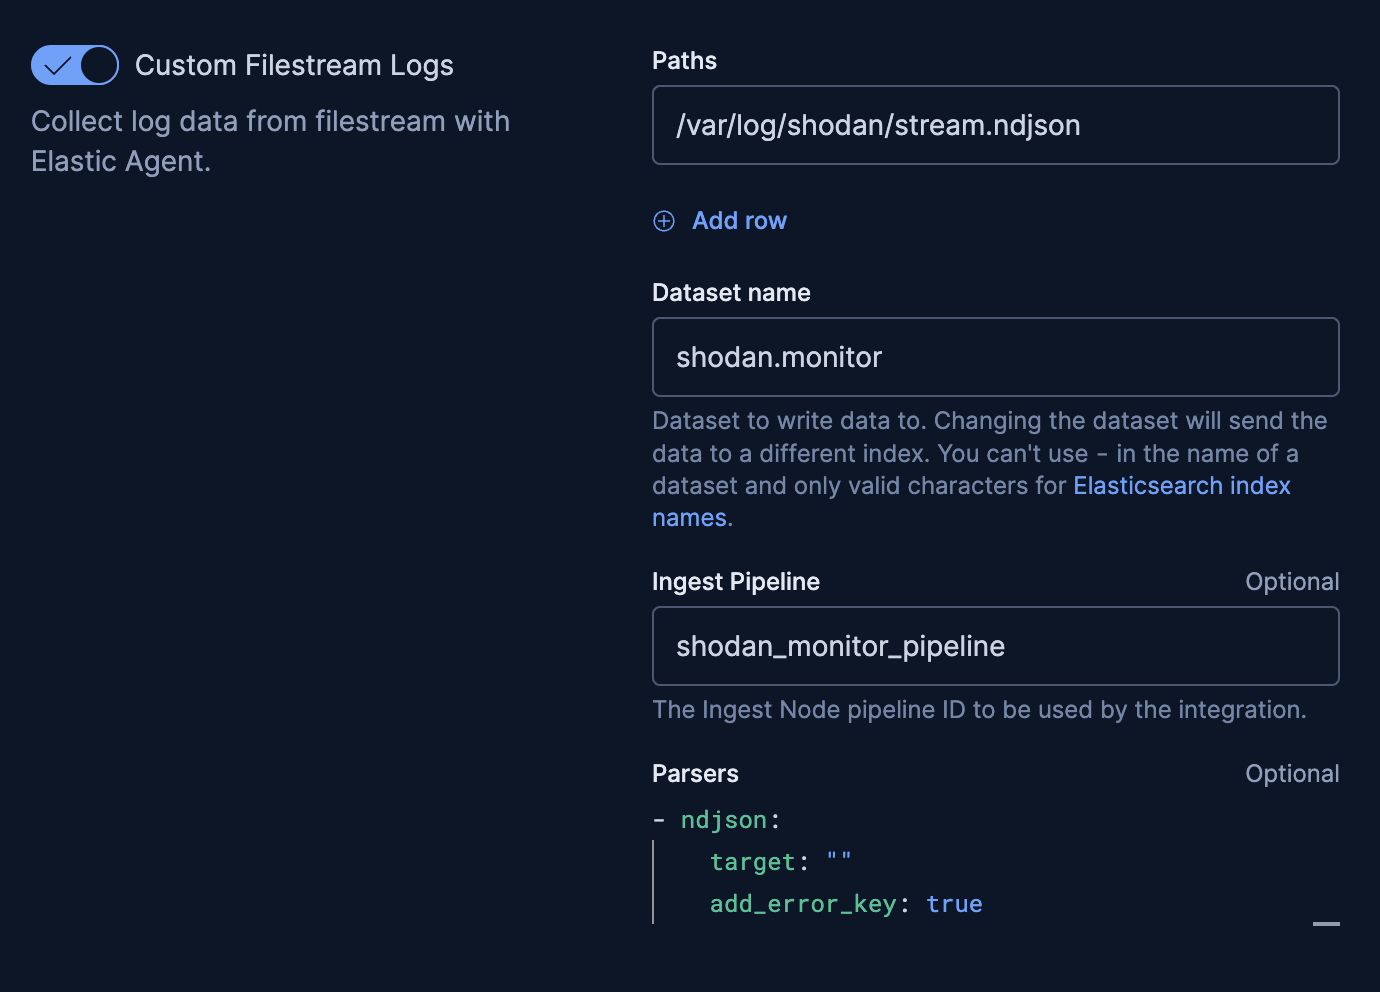 Custom Filestream Logs
Collect log data from filestream with
Elastic Agent.
Paths
/var/log/shodan/stream.ndjson
Add row
Dataset name
shodan.monitor
Dataset to write data to. Changing the dataset will send the
data to a different index. You can't use - in the name of a
dataset and only valid characters for Elasticsearch index
names.
Ingest Pipeline
Optional
shodan_monitor_pipeline
The Ingest Node pipeline ID to be used by the integration.
Parsers
Optional
- ndjson:
    target: ""
    add_error_key: true